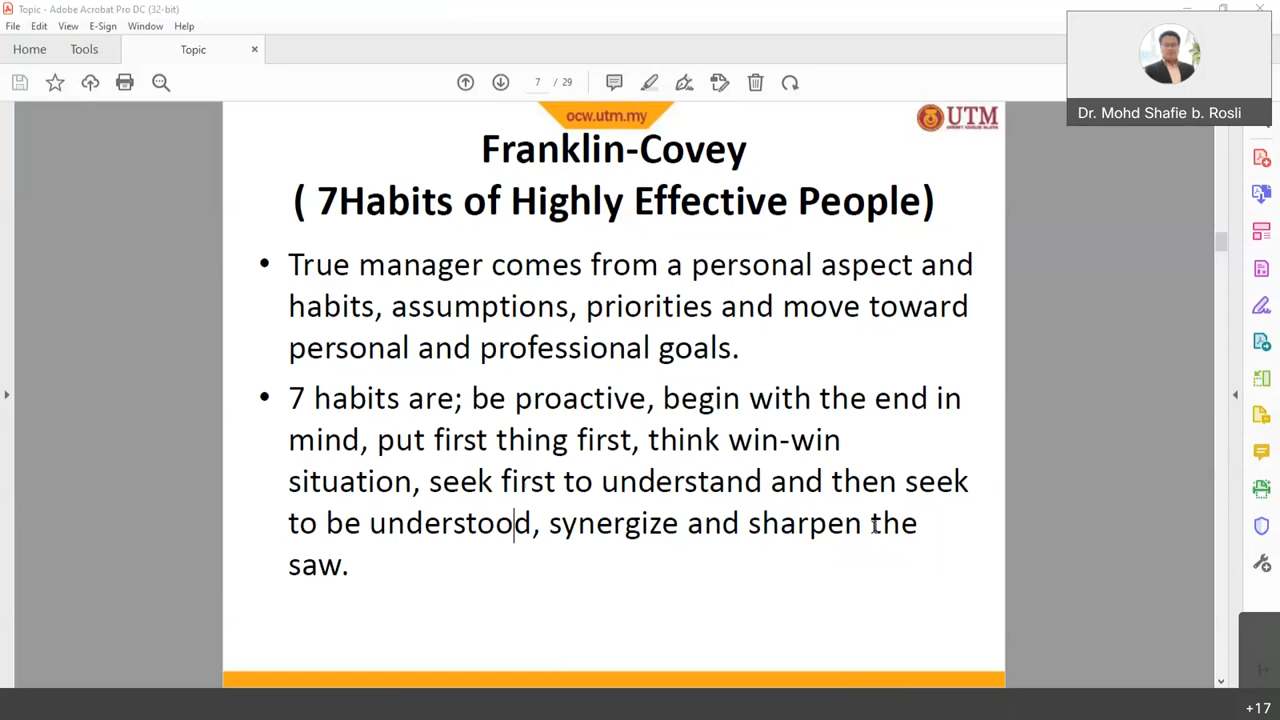 Topic - Adobe Acrobat Pro DC (32-bit)
File Edit View E-Sign Window Help
Home Tools Topic
7 / 29
Dr. Mohd Shafie b. Rosli
ocw.utm.my
UTM
Franklin-Covey
( 7Habits of Highly Effective People)
• True manager comes from a personal aspect and
habits, assumptions, priorities and move toward
personal and professional goals.
• 7 habits are; be proactive, begin with the end in
mind, put first thing first, think win-win
situation, seek first to understand and then seek
to be understood, synergize and sharpen the
saw.
+17